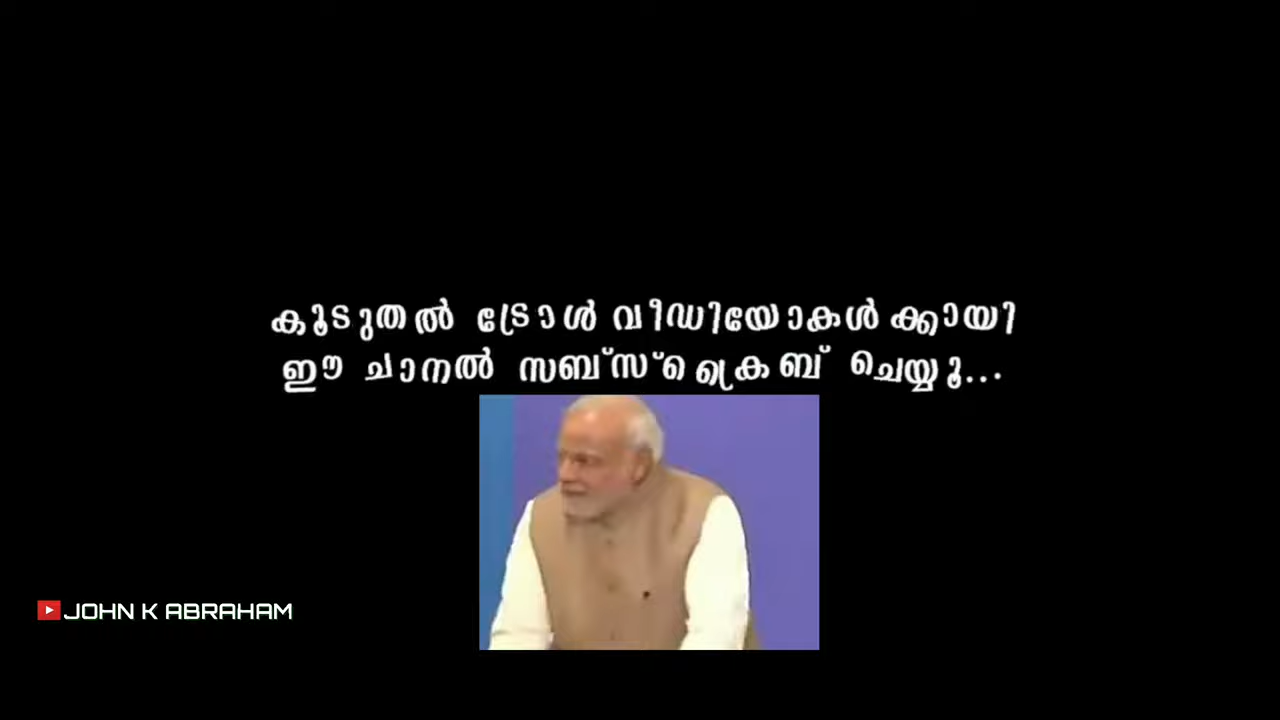 കൂടുതൽ ട്രോൾ വീഡിയോകൾക്കായി
ഈ ചാനൽ സബ്സ്ക്രൈബ് ചെയ്യൂ...
JOHN K ABRAHAM